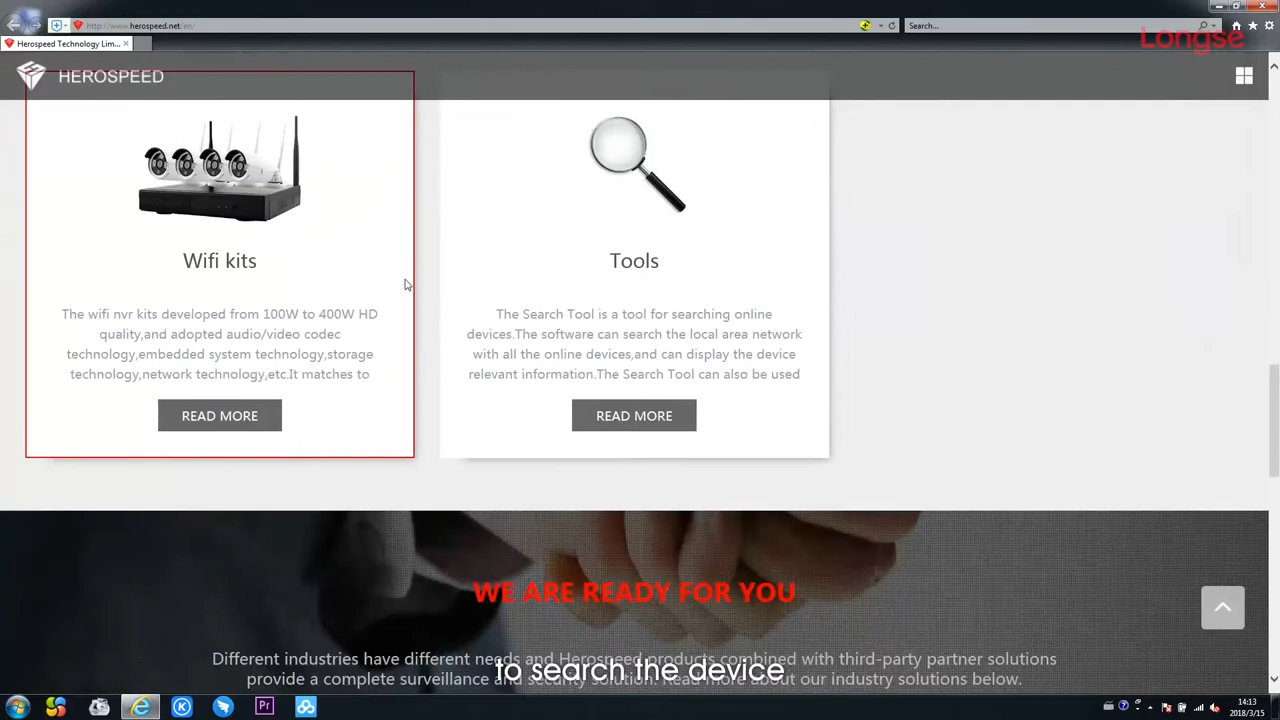 http://www.herospeed.net/en/
Search...
Herospeed Technology Lim...
Longse
HEROSPEED
Wifi kits
The wifi nvr kits developed from 100W to 400W HD
quality,and adopted audio/video codec
technology,embedded system technology,storage
technology,network technology,etc.It matches to
READ MORE
Tools
The Search Tool is a tool for searching online
devices.The software can search the local area network
with all the online devices,and can display the device
relevant information.The Search Tool can also be used
READ MORE
WE ARE READY FOR YOU
Different industries have different needs and Herospeed products combined with third-party partner solutions
provide a complete surveillance and security solution. Read more about our industry solutions below.
to search the device
Pr
14:13
2018/3/15